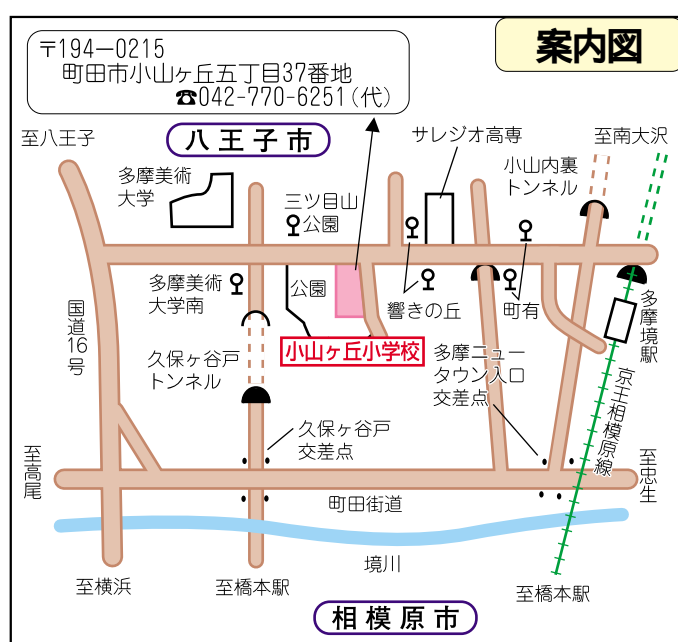 案内図
〒194−0215
町田市小山ヶ丘五丁目37番地
☎042-770-6251(代)
至八王子
八王子市
サレジオ高専
至南大沢
小山内裏
トンネル
多摩美術
大学
三ツ目山
公園
多摩美術
大学南
公園
響きの丘
町有
国道16号
多摩境駅
小山ヶ丘小学校
久保ヶ谷戸
トンネル
多摩ニュー
タウン入口
交差点
京王相模原線
久保ヶ谷戸
交差点
至高尾
至忠生
町田街道
境川
至横浜
至橋本駅
至橋本駅
相模原市